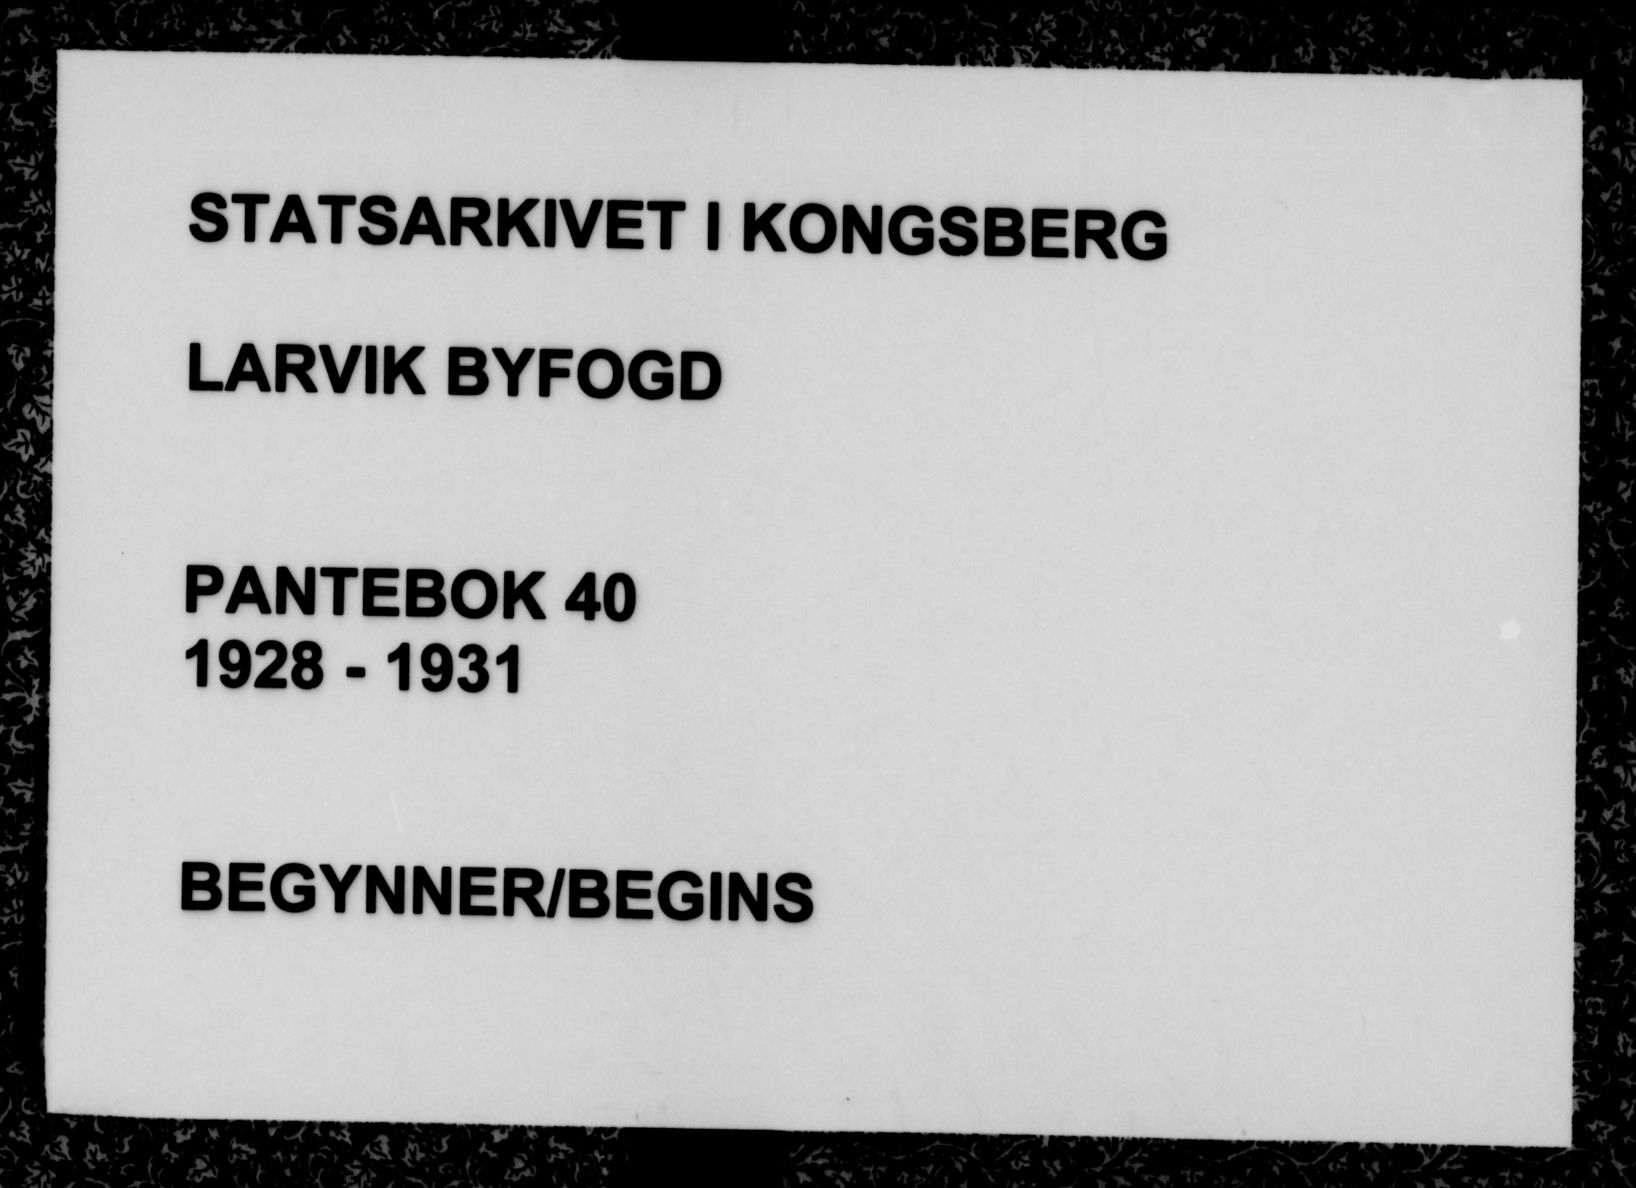 STATSARKIVET I KONGSBERG
LARVIK BYFOGD
PANTEBOK 40
1928 - 1931
BEGYNNER/BEGINS